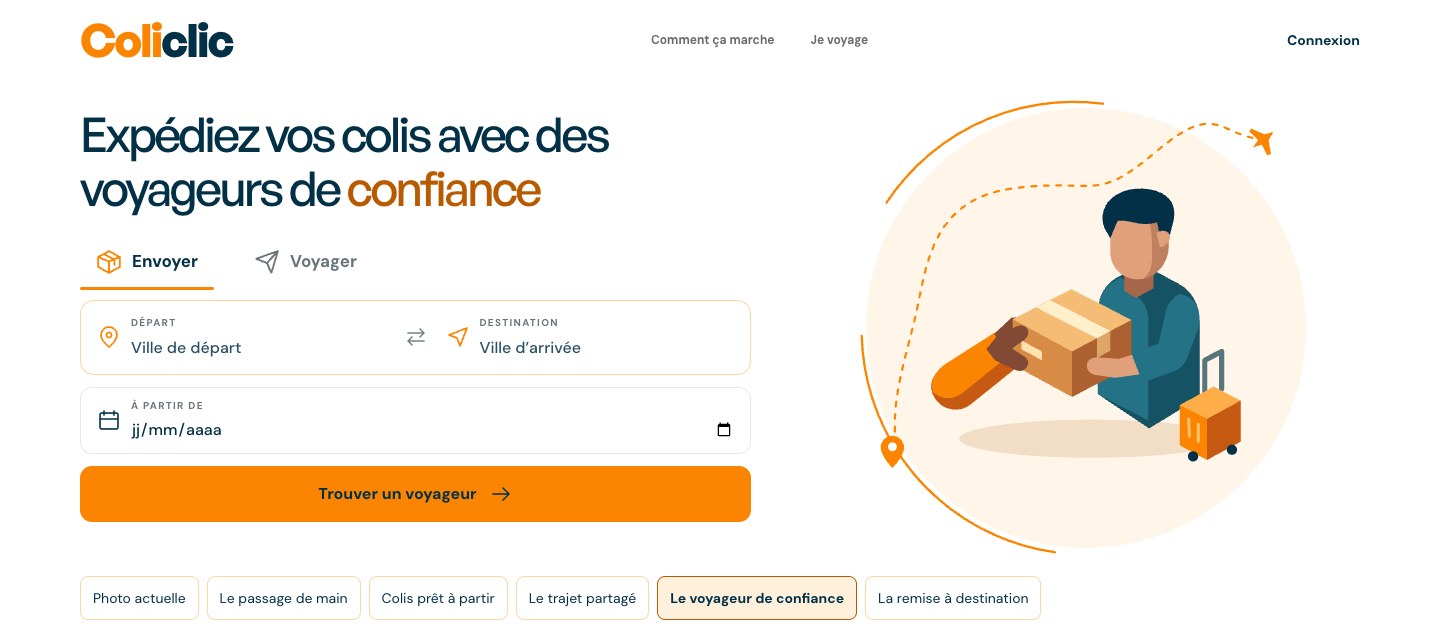 Coliclic
Comment ça marche
Je voyage
Connexion
Expédiez vos colis avec des
voyageurs de confiance
Envoyer
Voyager
DÉPART
Ville de départ
DESTINATION
Ville d’arrivée
À PARTIR DE
jj/mm/aaaa
Trouver un voyageur
Photo actuelle
Le passage de main
Colis prêt à partir
Le trajet partagé
Le voyageur de confiance
La remise à destination